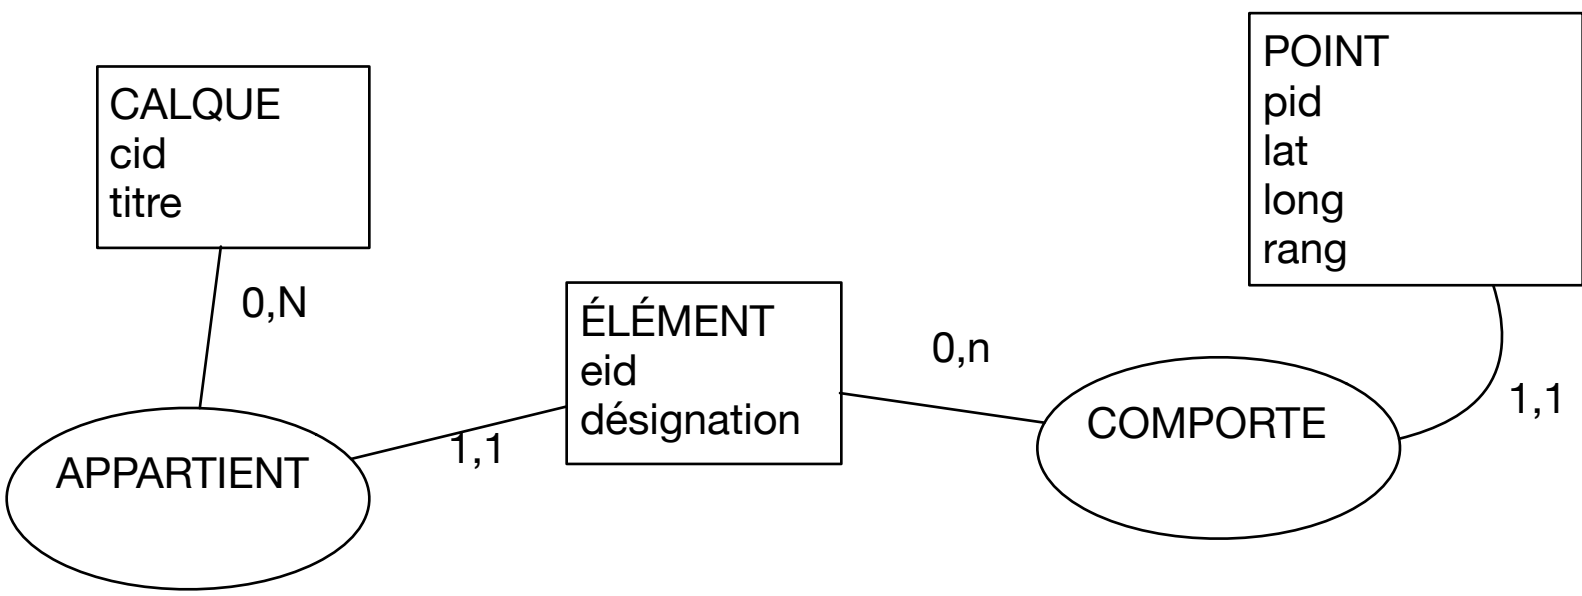 CALQUE
cid
titre
0,N
APPARTIENT
1,1
ÉLÉMENT
eid
désignation
0,n
COMPORTE
POINT
pid
lat
long
rang
1,1